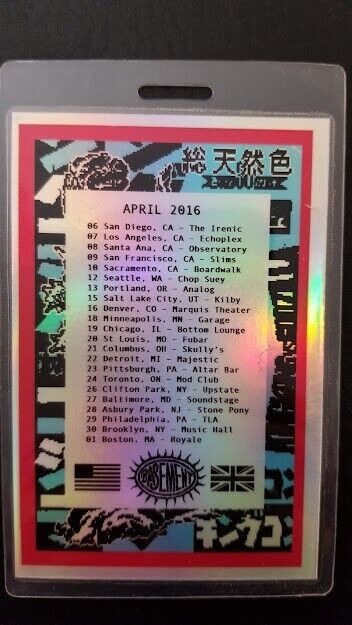 総天然色
APRIL 2016
06 San Diego, CA - The Irenic
07 Los Angeles, CA - Echoplex
08 Santa Ana, CA - Observatory
09 San Francisco, CA - Slims
10 Sacramento, CA - Boardwalk
12 Seattle, WA - Chop Suey
13 Portland, OR - Analog
15 Salt Lake City, UT - Kilby
16 Denver, CO - Marquis Theater
18 Minneapolis, MN - Garage
19 Chicago, IL - Bottom Lounge
20 St Louis, MO - Fubar
21 Columbus, OH - Skully's
22 Detroit, MI - Majestic
23 Pittsburgh, PA - Altar Bar
24 Toronto, ON - Mod Club
26 Clifton Park, NY - Upstate
27 Baltimore, MD - Soundstage
28 Asbury Park, NJ - Stone Pony
29 Philadelphia, PA - TLA
30 Brooklyn, NY - Music Hall
01 Boston, MA - Royale
BASEMENT
キングコン